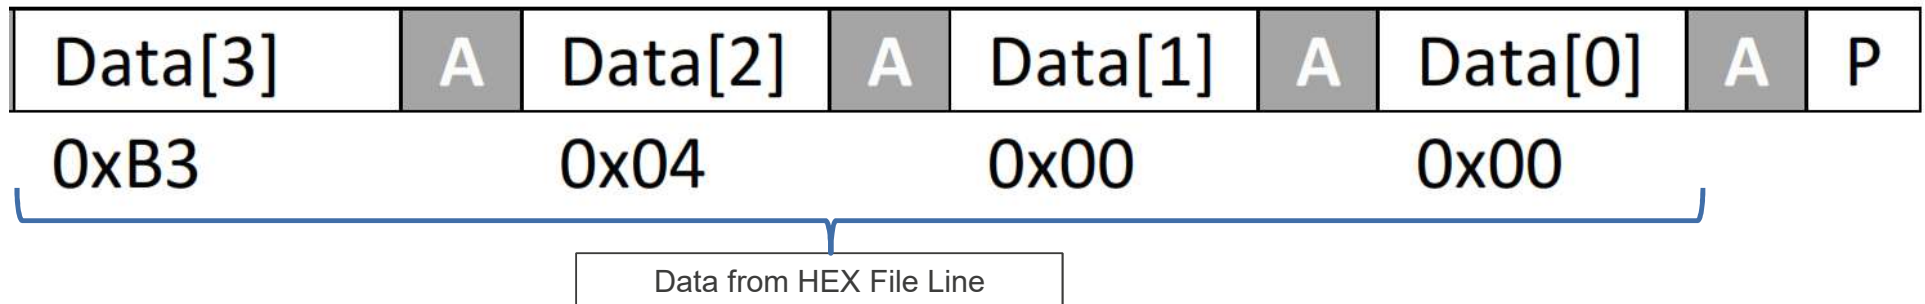 Data[3] A Data[2] A Data[1] A Data[0] A P
0xB3 0x04 0x00 0x00
Data from HEX File Line